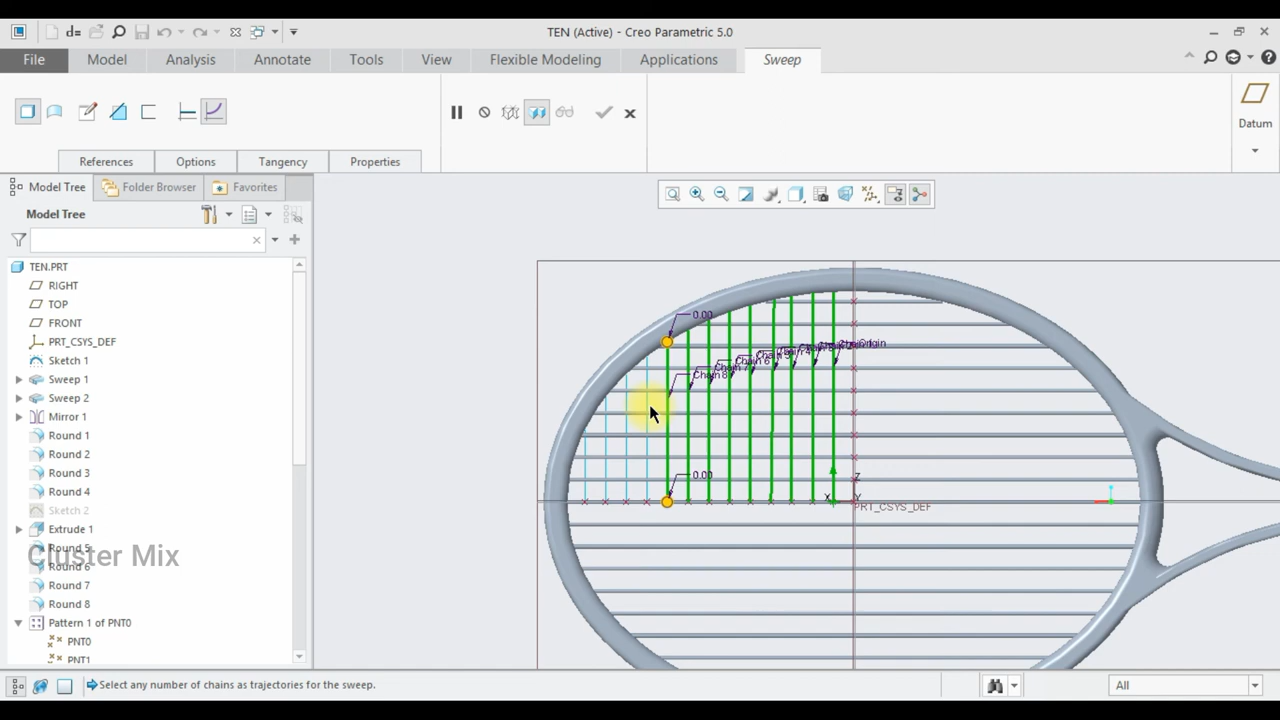 TEN (Active) - Creo Parametric 5.0
File Model Analysis Annotate Tools View Flexible Modeling Applications Sweep
Datum
References Options Tangency Properties
Model Tree Folder Browser Favorites
Model Tree
TEN.PRT
RIGHT
TOP
FRONT
PRT_CSYS_DEF
Sketch 1
Sweep 1
Sweep 2
Mirror 1
Round 1
Round 2
Round 3
Round 4
Sketch 2
Extrude 1
Round 5
Cluster Mix
Round 6
Round 7
Round 8
Pattern 1 of PNT0
PNT0
PNT1
0.00
Origin
Chain 6
Chain 7
Chain 8
0.00
Z
X Y
PRT_CSYS_DEF
Select any number of chains as trajectories for the sweep.
All